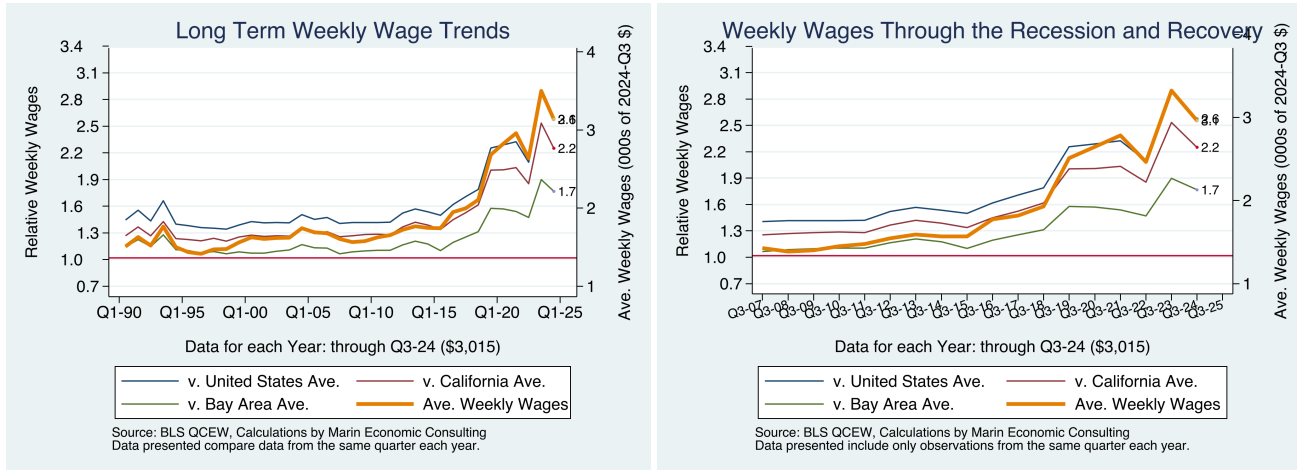 Long Term Weekly Wage Trends
Relative Weekly Wages
3.4
3.1
2.8
2.5
2.2
1.9
1.6
1.3
1.0
0.7
4
3
2
1
Ave. Weekly Wages (000s of 2024-Q3 $)
2.2
1.7
Q1-90 Q1-95 Q1-00 Q1-05 Q1-10 Q1-15 Q1-20 Q1-25
Data for each Year: through Q3-24 ($3,015)
v. United States Ave. v. California Ave.
v. Bay Area Ave. Ave. Weekly Wages
Source: BLS QCEW, Calculations by Marin Economic Consulting
Data presented compare data from the same quarter each year.
Weekly Wages Through the Recession and Recovery
Relative Weekly Wages
3.4
3.1
2.8
2.5
2.2
1.9
1.6
1.3
1.0
0.7
4
3
2
1
Ave. Weekly Wages (000s of 2024-Q3 $)
2.2
1.7
Q3-07 Q3-08 Q3-09 Q3-10 Q3-11 Q3-12 Q3-13 Q3-14 Q3-15 Q3-16 Q3-17 Q3-18 Q3-19 Q3-20 Q3-21 Q3-22 Q3-23 Q3-24 Q3-25
Data for each Year: through Q3-24 ($3,015)
v. United States Ave. v. California Ave.
v. Bay Area Ave. Ave. Weekly Wages
Source: BLS QCEW, Calculations by Marin Economic Consulting
Data presented include only observations from the same quarter each year.